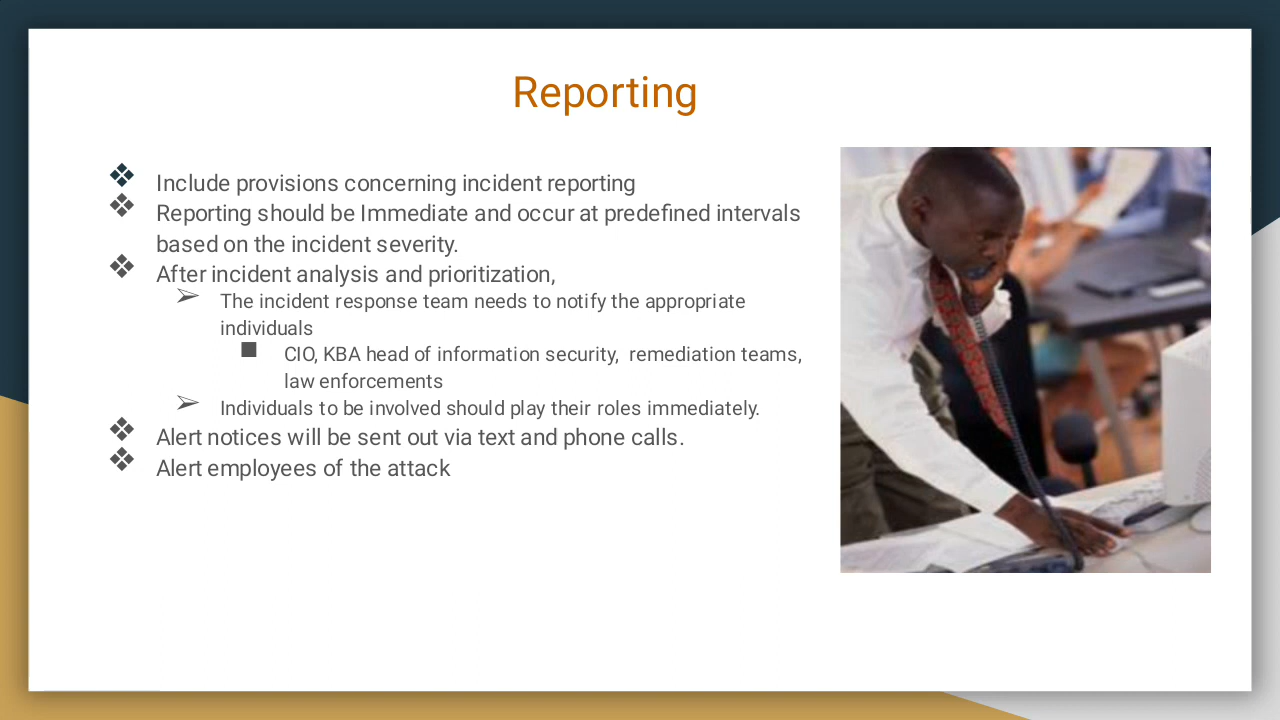 Reporting
Include provisions concerning incident reporting
Reporting should be Immediate and occur at predefined intervals
based on the incident severity.
After incident analysis and prioritization,
The incident response team needs to notify the appropriate
individuals
CIO, KBA head of information security,  remediation teams,
law enforcements
Individuals to be involved should play their roles immediately.
Alert notices will be sent out via text and phone calls.
Alert employees of the attack